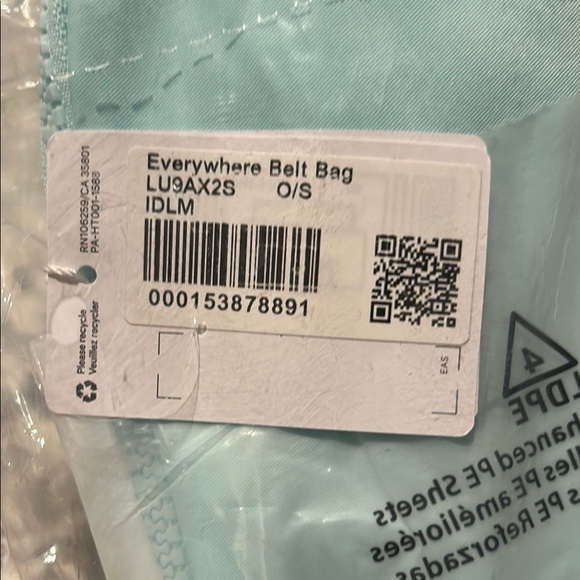 Everywhere Belt Bag
LU9AX2S O/S
IDLM
000153878891
RN106259/CA 35801
PA-HT0001-1588
Please recycle
Veuillez recycler
EAS
4
LDPE
hanced PE Sheets
lles PE améliorées
s PE Reforzadas